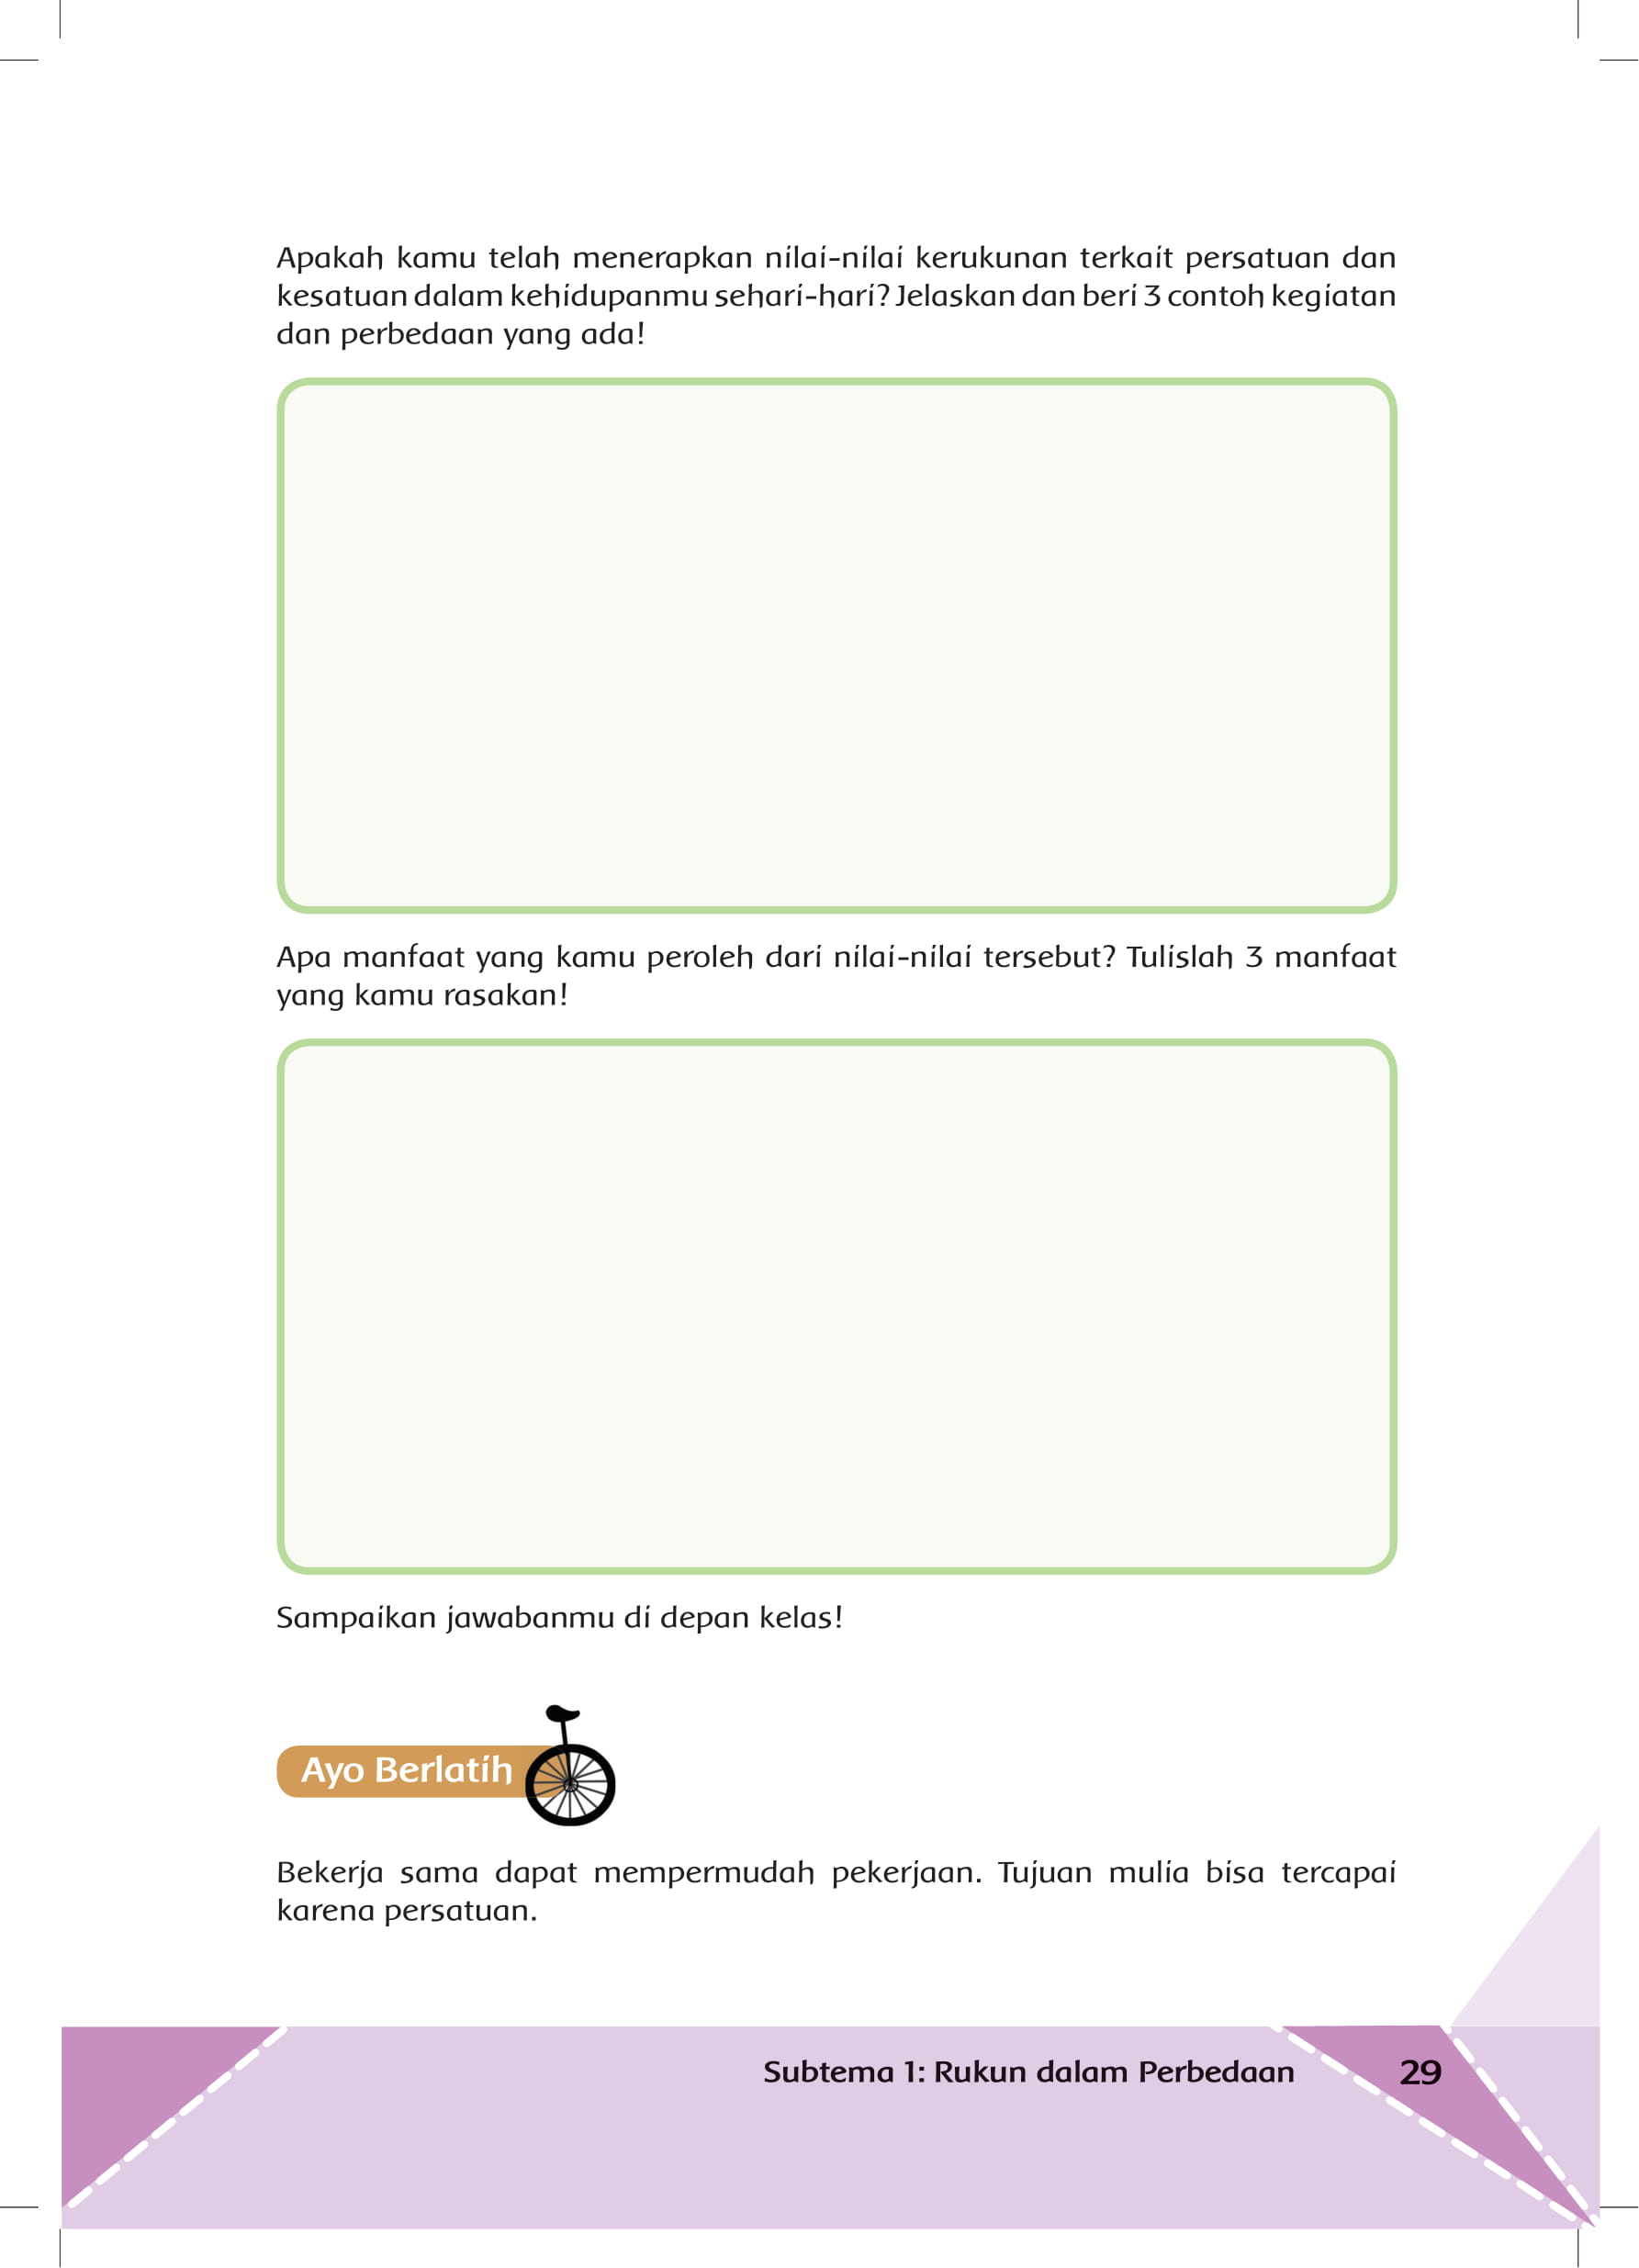 Apakah kamu telah menerapkan nilai-nilai kerukunan terkait persatuan dan
kesatuan dalam kehidupanmu sehari-hari? Jelaskan dan beri 3 contoh kegiatan
dan perbedaan yang ada!
Apa manfaat yang kamu peroleh dari nilai-nilai tersebut? Tulislah 3 manfaat
yang kamu rasakan!
Sampaikan jawabanmu di depan kelas!
Ayo Berlatih
Bekerja sama dapat mempermudah pekerjaan. Tujuan mulia bisa tercapai
karena persatuan.
Subtema 1: Rukun dalam Perbedaan 29